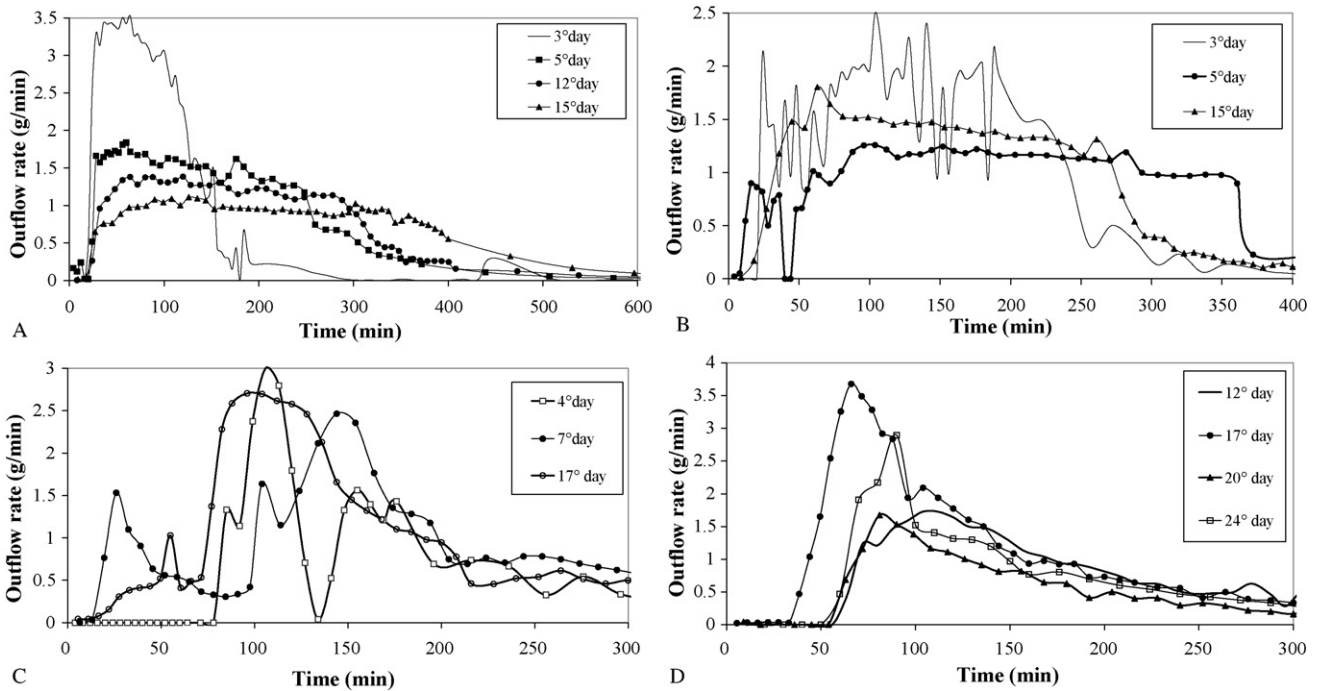 Outflow rate (g/min)
3.5
3
2.5
2
1.5
1
0.5
0
0 100 200 300 400 500 600
Time (min)
3°day
5°day
12°day
15°day
A
Outflow rate (g/min)
2.5
2
1.5
1
0.5
0
0 50 100 150 200 250 300 350 400
Time (min)
3°day
5°day
15°day
B
Outflow rate (g/min)
3
2.5
2
1.5
1
0.5
0
0 50 100 150 200 250 300
Time (min)
4°day
7°day
17° day
C
Outflow rate (g/min)
4
3.5
3
2.5
2
1.5
1
0.5
0
0 50 100 150 200 250 300
Time (min)
12° day
17° day
20° day
24° day
D